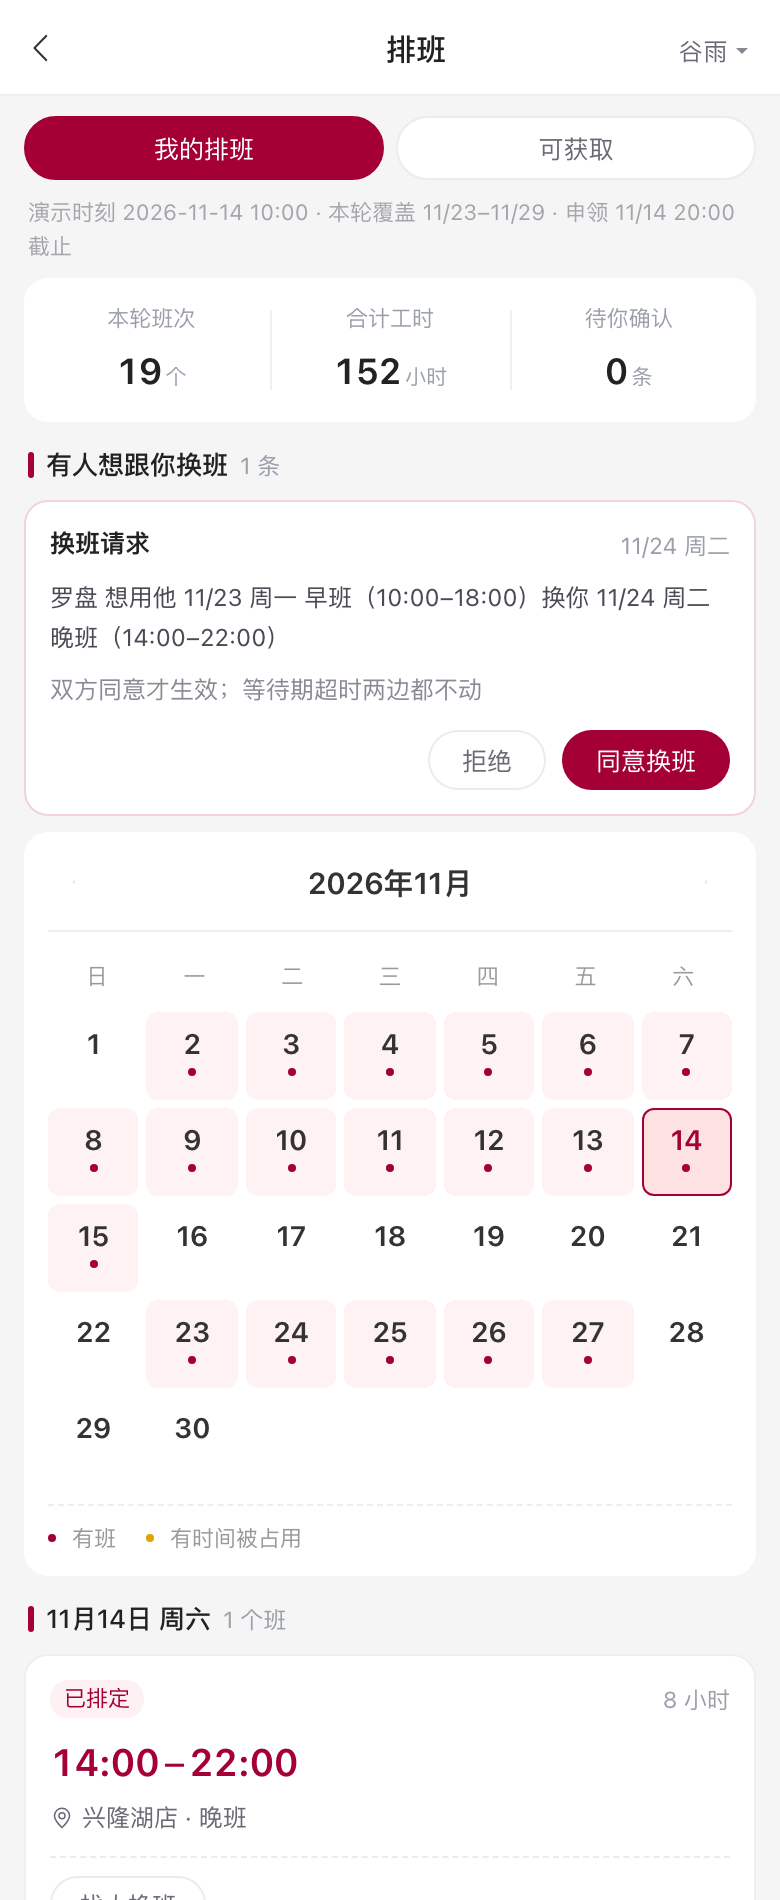 排班
谷雨
我的排班
可获取
演示时刻 2026-11-14 10:00 · 本轮覆盖 11/23–11/29 · 申领 11/14 20:00
截止
本轮班次 合计工时 待你确认
19个 152小时 0条
有人想跟你换班 1 条
换班请求 11/24 周二
罗盘 想用他 11/23 周一 早班（10:00–18:00）换你 11/24 周二
晚班（14:00–22:00）
双方同意才生效；等待期超时两边都不动
拒绝 同意换班
2026年11月
日 一 二 三 四 五 六
1 2 3 4 5 6 7
8 9 10 11 12 13 14
15 16 17 18 19 20 21
22 23 24 25 26 27 28
29 30
有班 有时间被占用
11月14日 周六 1 个班
已排定 8 小时
14:00–22:00
兴隆湖店 · 晚班